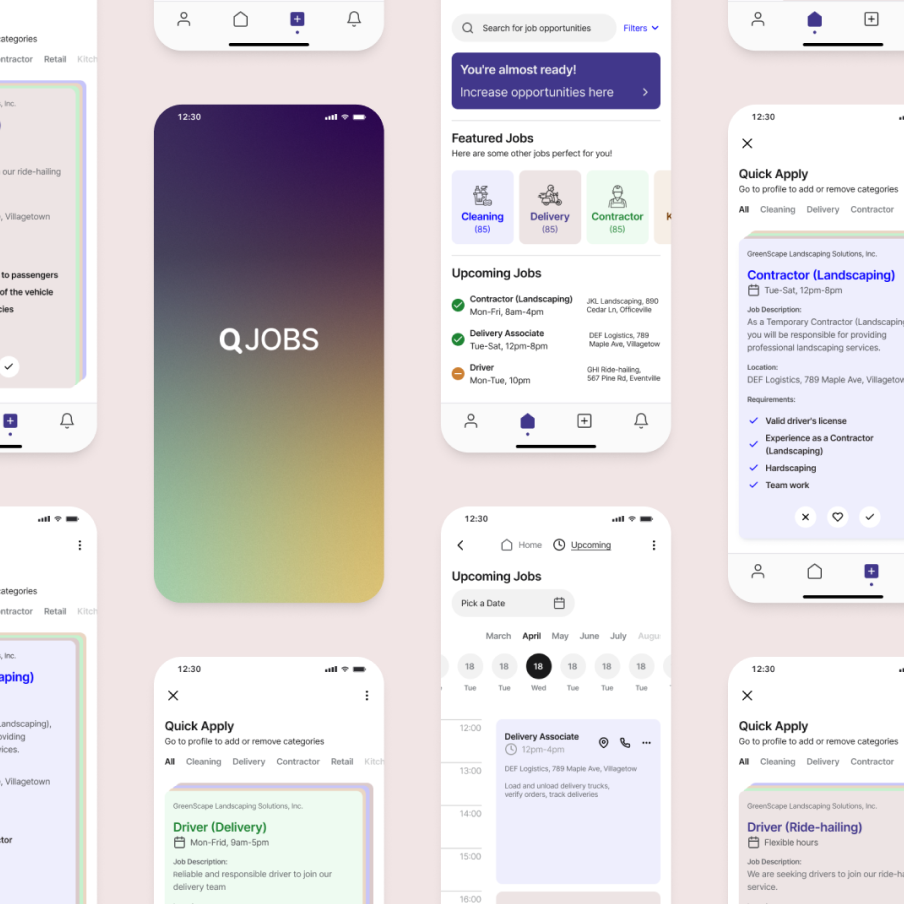 categories
Contractor Retail Kitch
, Inc.
our ride-hailing
, Villagetown
to passengers
of the vehicle
cies
categories
ntractor Retail Kitch
, Inc.
aping)
Landscaping),
oviding
vices.
, Villagetown
ctor
12:30
QJOBS
12:30
Quick Apply
Go to profile to add or remove categories
All Cleaning Delivery Contractor Retail Kitch
GreenScape Landscaping Solutions, Inc.
Driver (Delivery)
Mon-Frid, 9am-5pm
Job Description:
Reliable and responsible driver to join our
delivery team
Search for job opportunities Filters
You're almost ready!
Increase opportunities here
Featured Jobs
Here are some other jobs perfect for you!
Cleaning
(85)
Delivery
(85)
Contractor
(85)
K
Upcoming Jobs
Contractor (Landscaping)
Mon-Fri, 8am-4pm
JKL Landscaping, 890
Cedar Ln, Officeville
Delivery Associate
Tue-Sat, 12pm-8pm
DEF Logistics, 789
Maple Ave, Villagetow
Driver
Mon-Tue, 10pm
GHI Ride-hailing,
567 Pine Rd, Eventville
12:30
Home Upcoming
Upcoming Jobs
Pick a Date
March April May June July Augu
18 18 18 18 18 18
Tue Tue Wed Tue Tue Tue
12:00
13:00
14:00
15:00
16:00
Delivery Associate
12pm-4pm
DEF Logistics, 789 Maple Ave, Villagetow
Load and unload delivery trucks,
verify orders, track deliveries
12:30
Quick Apply
Go to profile to add or remove categories
All Cleaning Delivery Contractor
GreenScape Landscaping Solutions, Inc.
Contractor (Landscaping)
Tue-Sat, 12pm-8pm
Job Description:
As a Temporary Contractor (Landscaping
you will be responsible for providing
professional landscaping services.
Location:
DEF Logistics, 789 Maple Ave, Villagetow
Requirements:
Valid driver's license
Experience as a Contractor
(Landscaping)
Hardscaping
Team work
12:30
Quick Apply
Go to profile to add or remove categories
All Cleaning Delivery Contractor
GreenScape Landscaping Solutions, Inc.
Driver (Ride-hailing)
Flexible hours
Job Description:
We are seeking drivers to join our ride-ha
service.